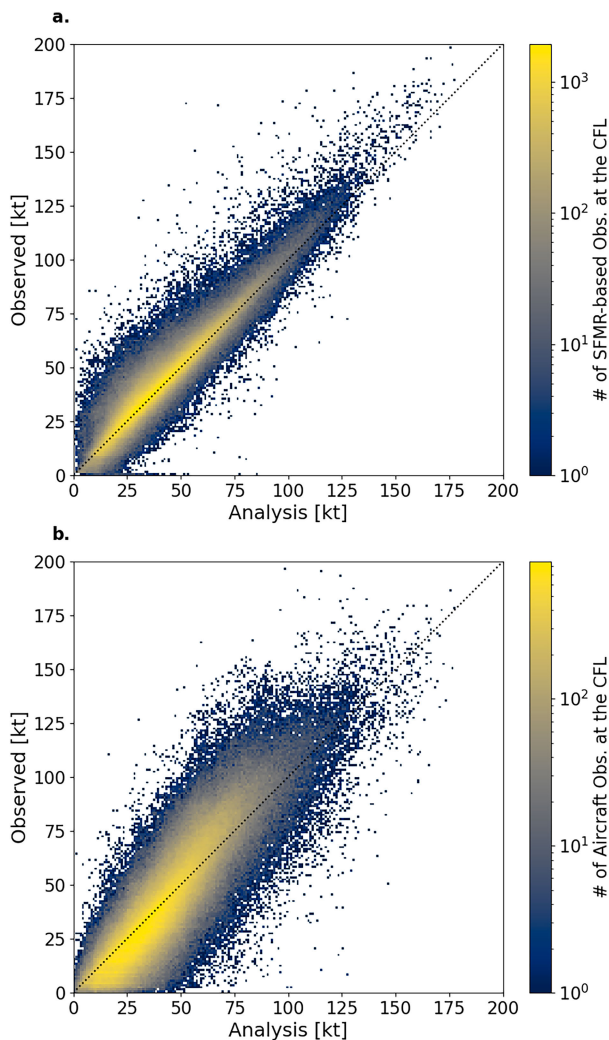 a.
200
175
150
125
100
75
50
25
0
0 25 50 75 100 125 150 175 200
Analysis [kt]
Observed [kt]
10³
10²
10¹
10⁰
# of SFMR-based Obs. at the CFL
b.
200
175
150
125
100
75
50
25
0
0 25 50 75 100 125 150 175 200
Analysis [kt]
Observed [kt]
10²
10¹
10⁰
# of Aircraft Obs. at the CFL